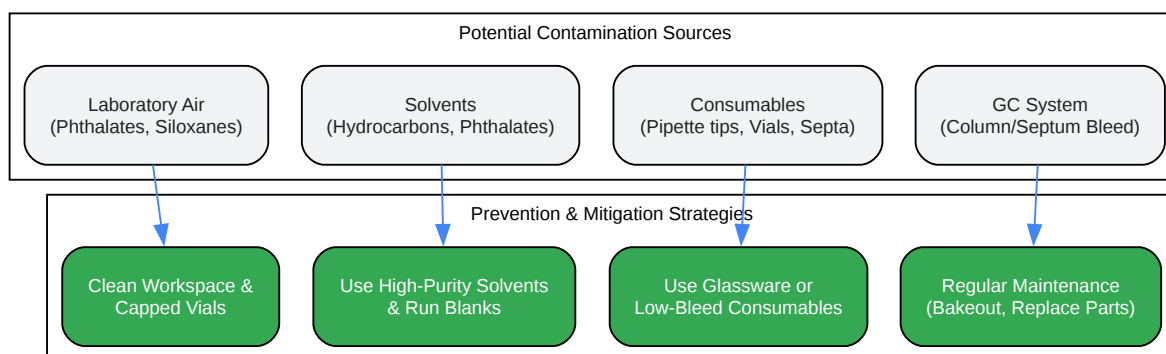 Potential Contamination Sources
Laboratory Air
(Phthalates, Siloxanes)
Solvents
(Hydrocarbons, Phthalates)
Consumables
(Pipette tips, Vials, Septa)
GC System
(Column/Septum Bleed)
Prevention & Mitigation Strategies
Clean Workspace &
Capped Vials
Use High-Purity Solvents
& Run Blanks
Use Glassware or
Low-Bleed Consumables
Regular Maintenance
(Bakeout, Replace Parts)